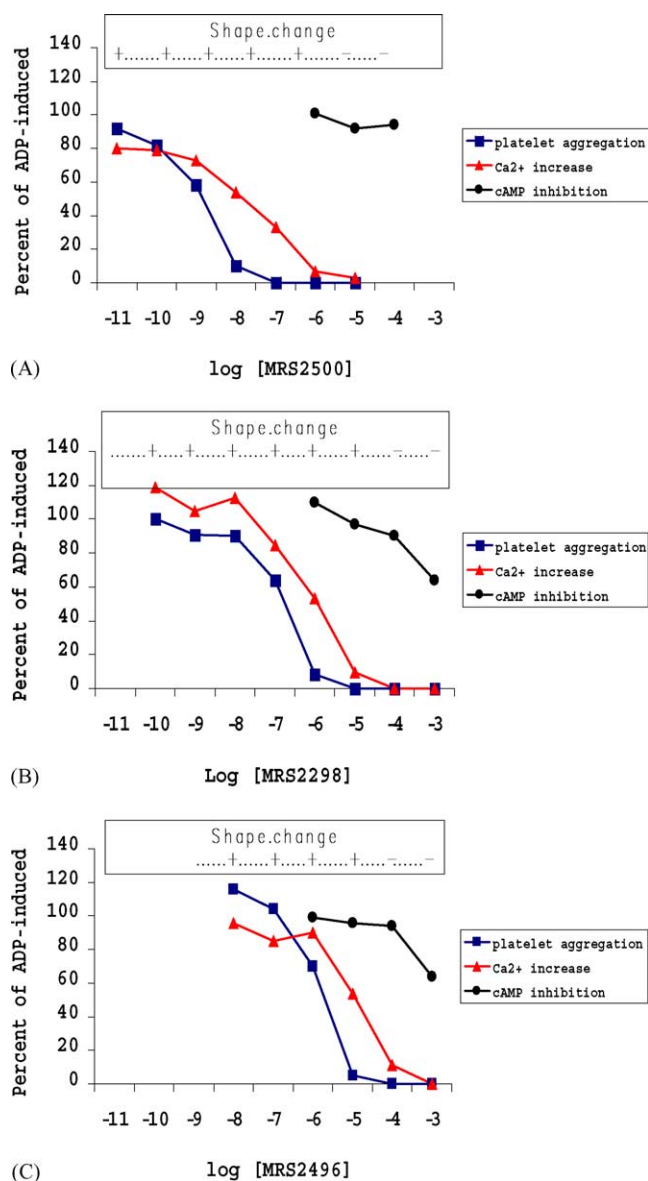 Shape.change
+......+.....+......+......+......-.....-
Percent of ADP-induced
140
120
100
80
60
40
20
0
-11 -10 -9 -8 -7 -6 -5 -4 -3
log [MRS2500]
(A)
platelet aggregation
Ca2+ increase
cAMP inhibition
Shape.change
......+.....+......+......+......+.....+......-......-
Percent of ADP-induced
140
120
100
80
60
40
20
0
-11 -10 -9 -8 -7 -6 -5 -4 -3
Log [MRS2298]
(B)
platelet aggregation
Ca2+ increase
cAMP inhibition
Shape.change
.....+......+......+......+.....-......-
Percent of ADP-induced
140
120
100
80
60
40
20
0
-11 -10 -9 -8 -7 -6 -5 -4 -3
log [MRS2496]
(C)
platelet aggregation
Ca2+ increase
cAMP inhibition